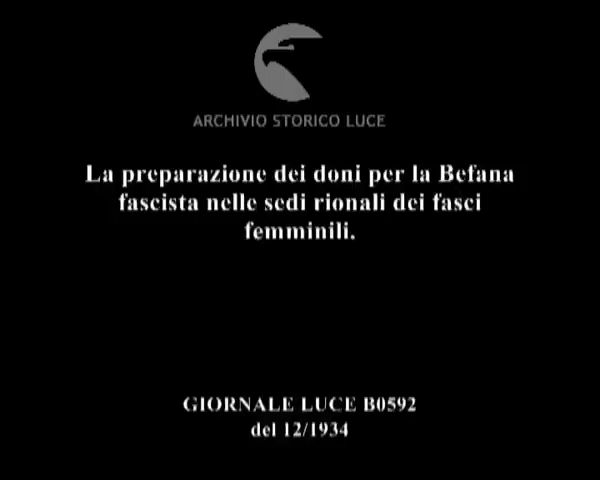 ARCHIVIO STORICO LUCE
La preparazione dei doni per la Befana
fascista nelle sedi rionali dei fasci
femminili.
GIORNALE LUCE B0592
del 12/1934